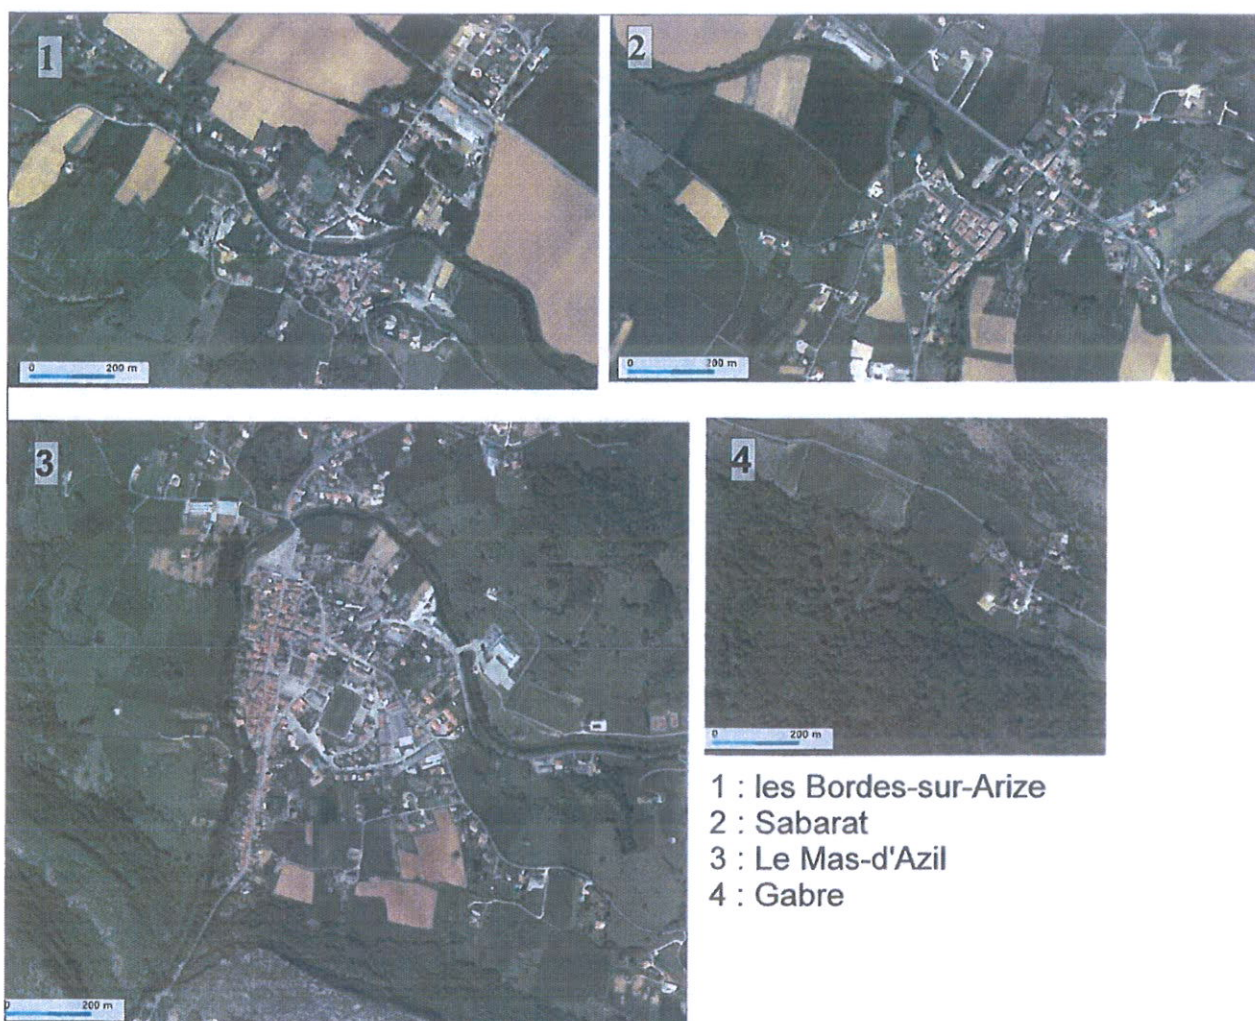 1
2
0 200 m
0 200 m
3
4
0 200 m
0 200 m
1 : les Bordes-sur-Arize
2 : Sabarat
3 : Le Mas-d'Azil
4 : Gabre